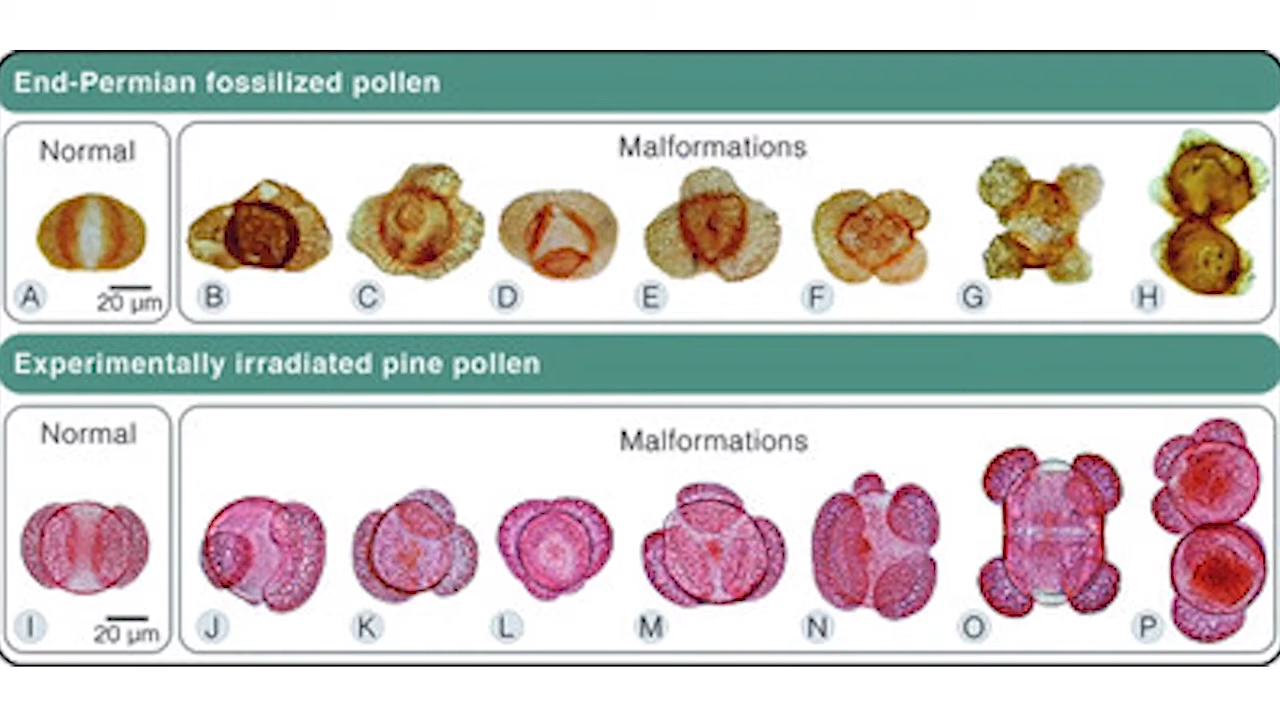 End-Permian fossilized pollen
Normal
Malformations
A
20 µm
B
C
D
E
F
G
H
Experimentally irradiated pine pollen
Normal
Malformations
I
20 µm
J
K
L
M
N
O
P